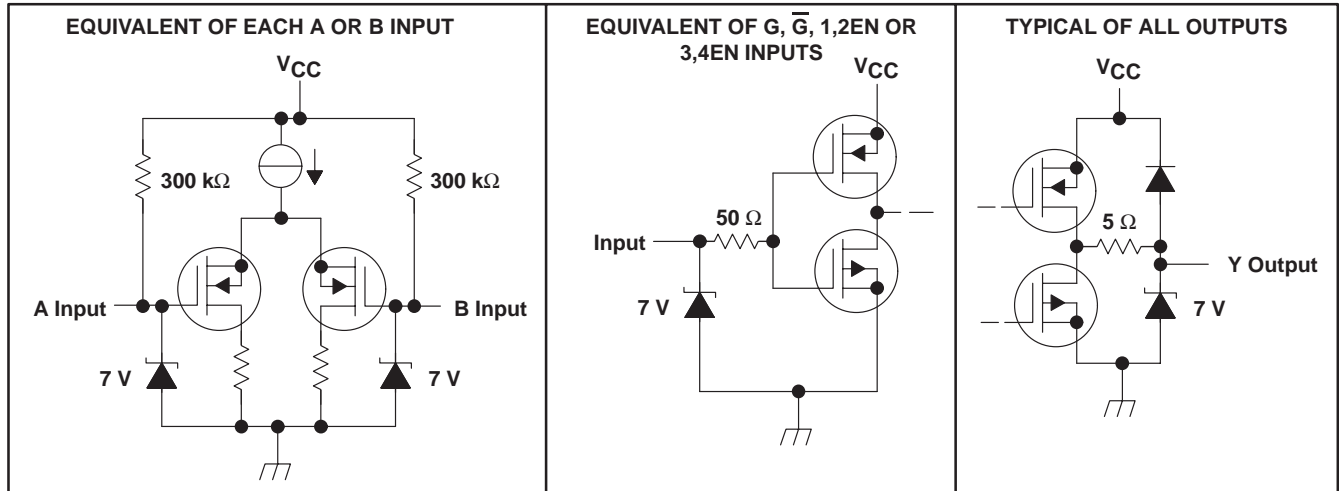 EQUIVALENT OF EACH A OR B INPUT
VCC
300 kΩ
300 kΩ
A Input
B Input
7 V
7 V
EQUIVALENT OF G, G̅, 1,2EN OR
3,4EN INPUTS
VCC
50 Ω
Input
7 V
TYPICAL OF ALL OUTPUTS
VCC
5 Ω
Y Output
7 V